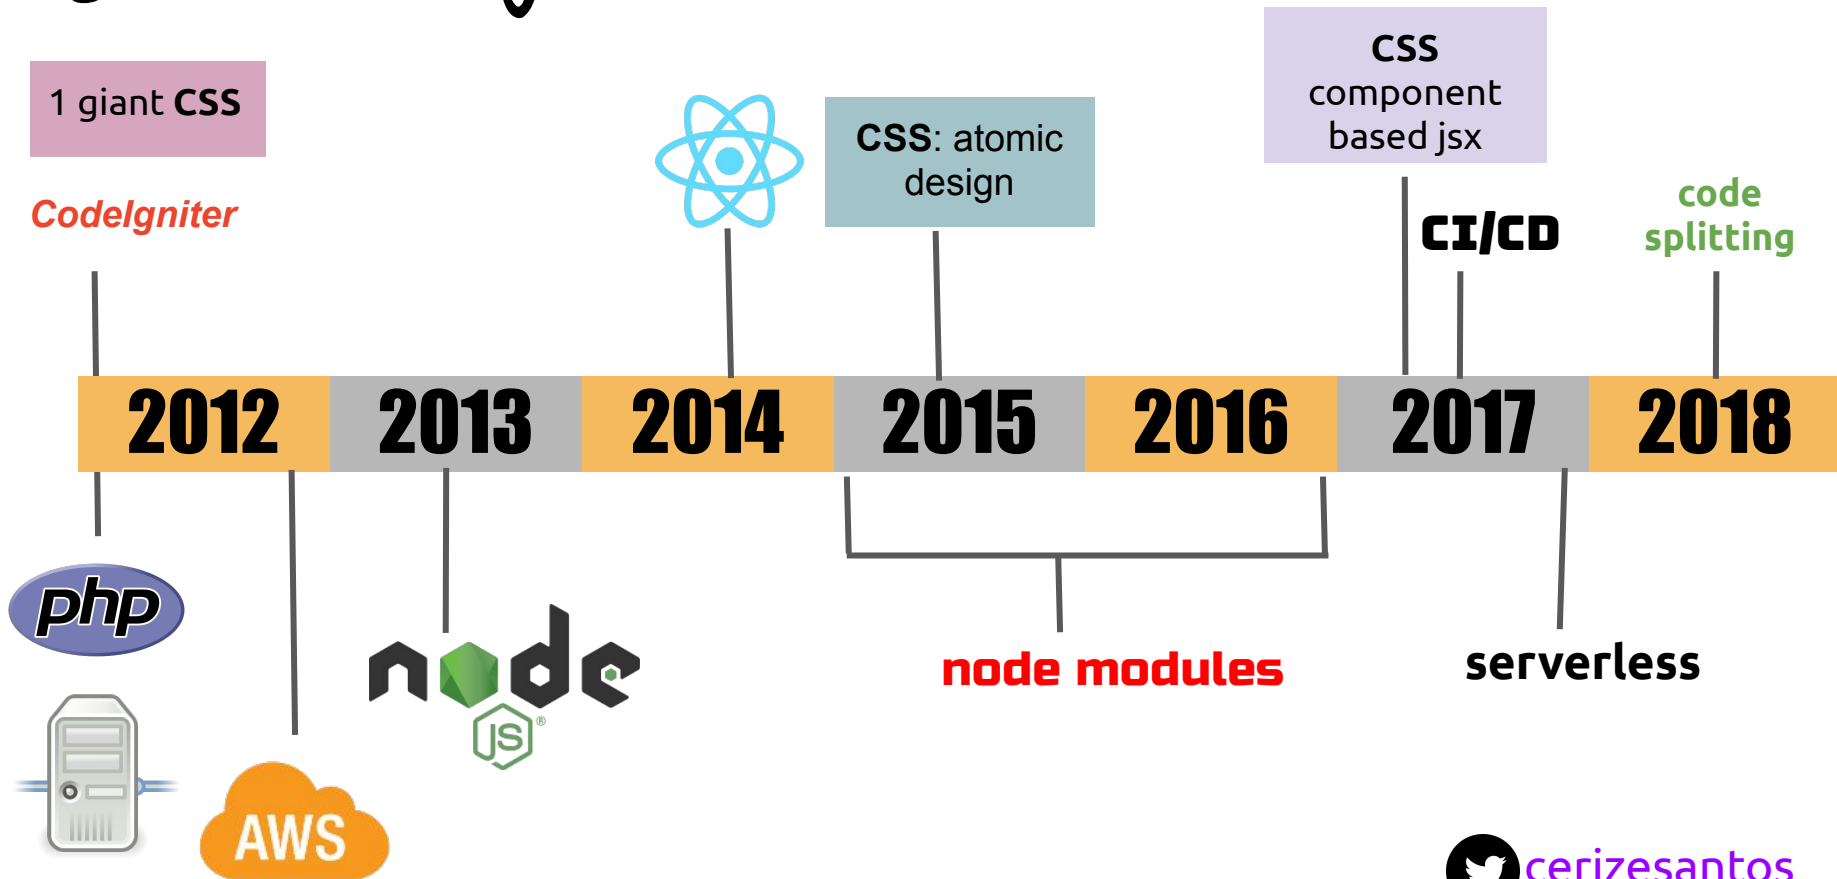 1 giant CSS
CodeIgniter
CSS: atomic
design
CSS
component
based jsx
CI/CD
code
splitting
2012
2013
2014
2015
2016
2017
2018
php
node
JS
®
AWS
node modules
serverless
cerizesantos